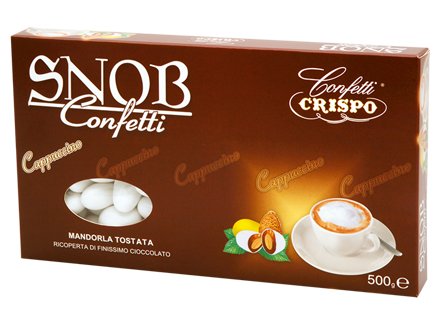 SNOB
Confetti
Confetti
CRISPO
Cappuccino
Cappuccino
Cappuccino
Cappuccino
Cappuccino
MANDORLA TOSTATA
RICOPERTA DI FINISSIMO CIOCCOLATO
500g e